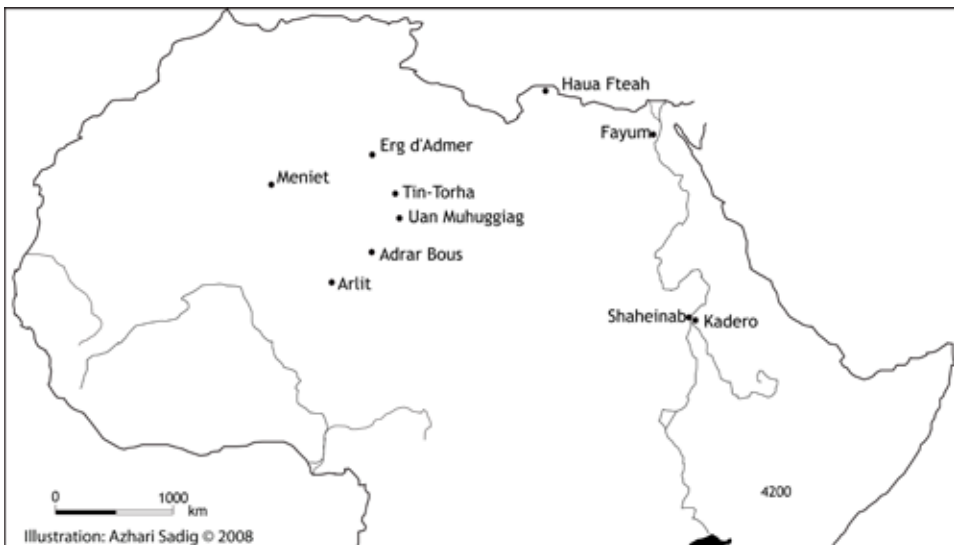 Haua Fteah
Fayum
Erg d'Admer
Meniet
Tin-Torha
Uan Muhuggiag
Adrar Bous
Arlit
Shaheinab
Kadero
4200
0 1000
km
Illustration: Azhari Sadig © 2008